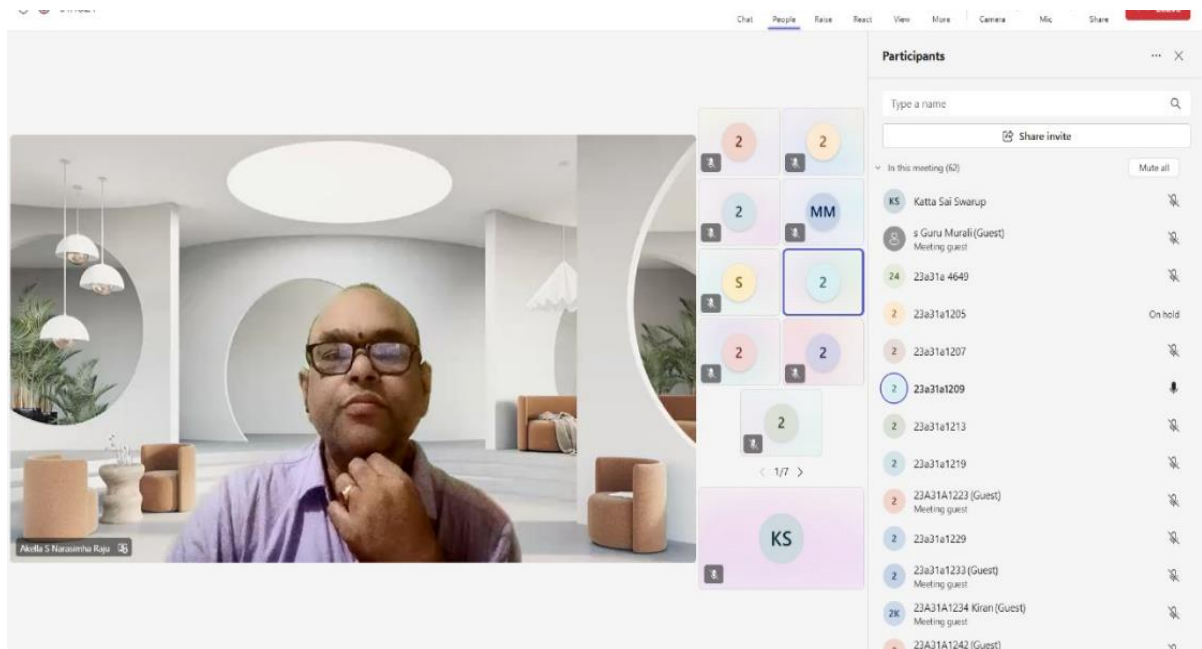 Chat People Raise React View More Camera Mic Share
Participants
Type a name
Share invite
In this meeting (62) Mute all
2 2
2 MM
S 2
2 2
2
1/7
KS
Akella S Narasimha Raju
KS Katta Sai Swarup
s Guru Murali (Guest)
Meeting guest
24 23a31a 4649
2 23a31a1205 On hold
2 23a31a1207
2 23a31a1209
2 23a31a1213
2 23a31a1219
2 23A31A1223 (Guest)
Meeting guest
2 23a31a1229
2 23a31a1233 (Guest)
Meeting guest
2K 23A31A1234 Kiran (Guest)
Meeting guest
23A31A1242 (Guest)